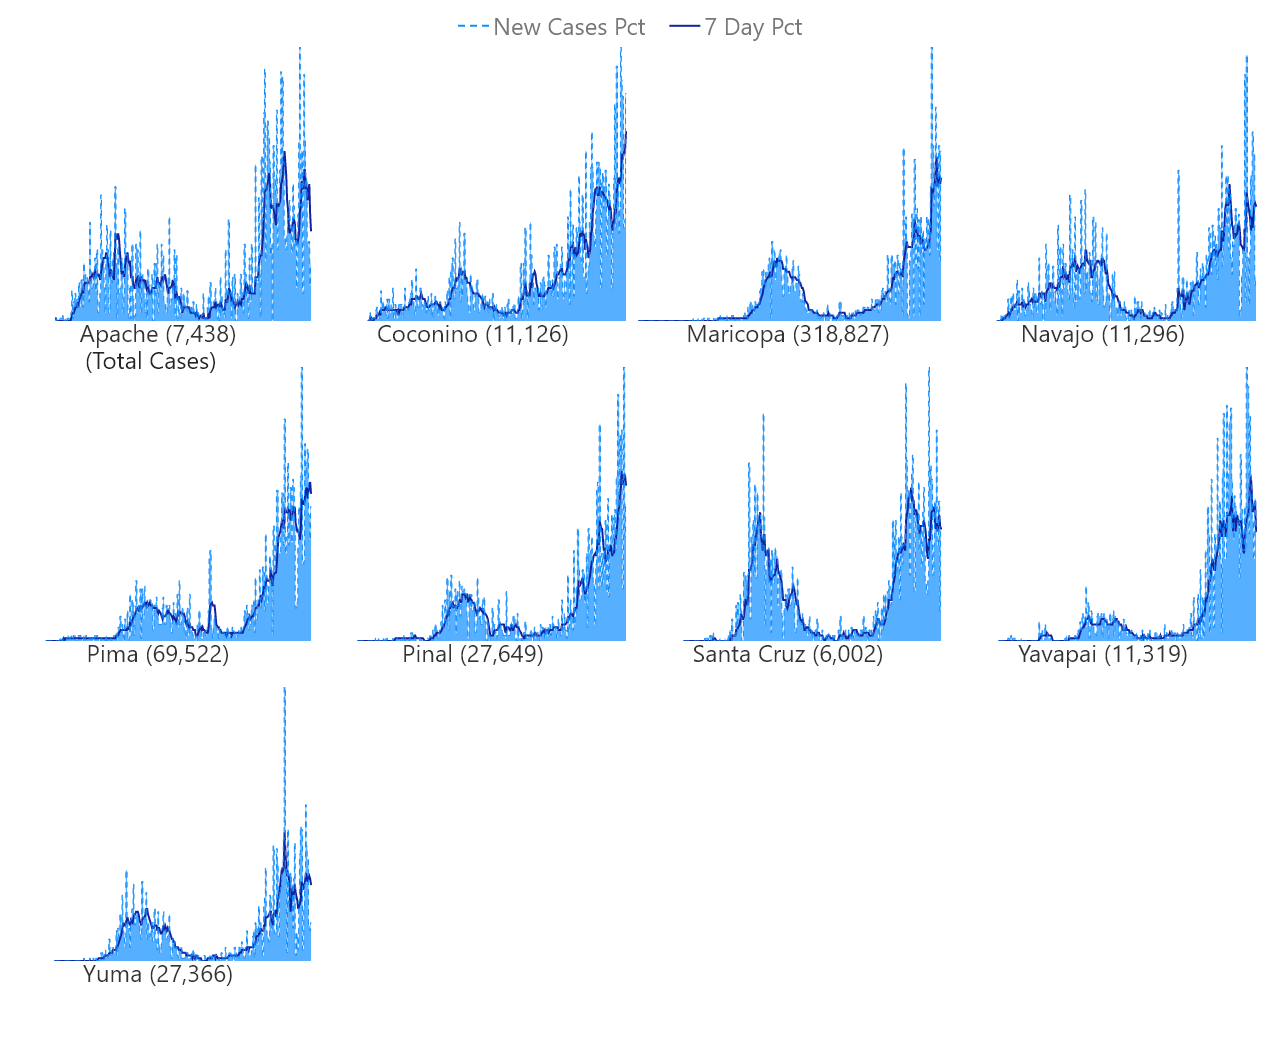 New Cases Pct 7 Day Pct
Apache (7,438) Coconino (11,126) Maricopa (318,827) Navajo (11,296)
(Total Cases)
Pima (69,522) Pinal (27,649) Santa Cruz (6,002) Yavapai (11,319)
Yuma (27,366)